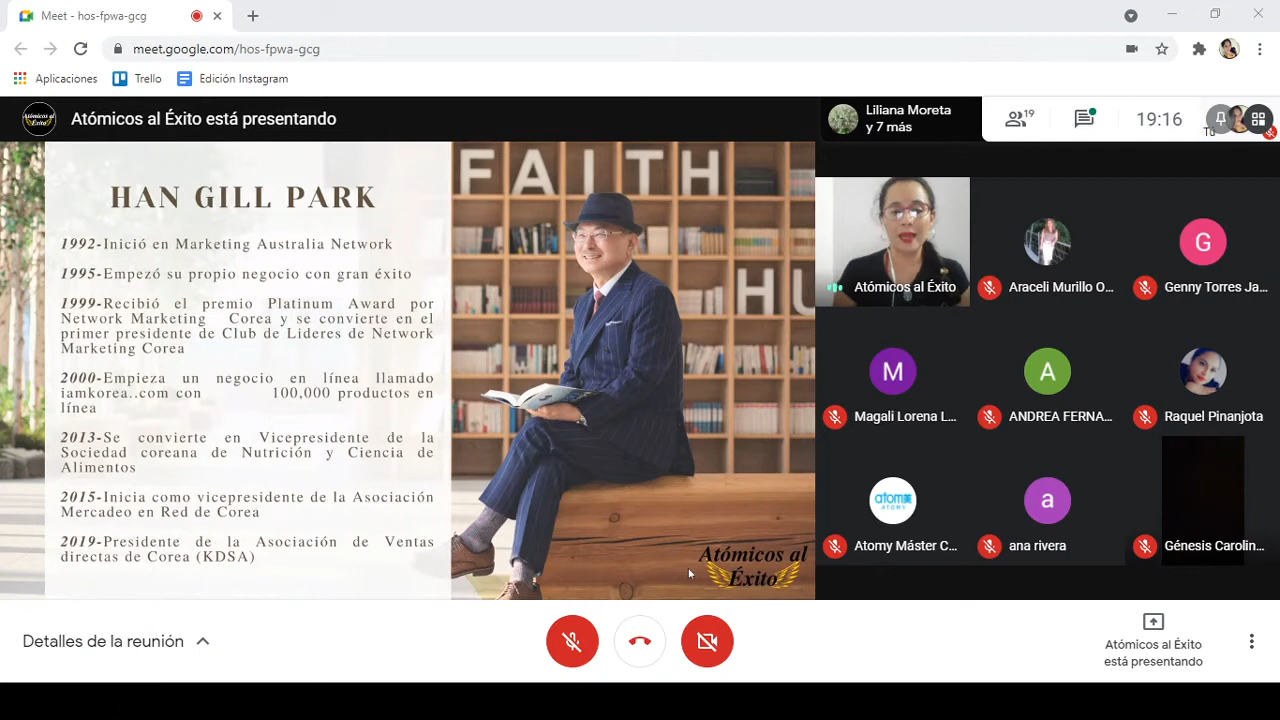 Meet - hos-fpwa-gcg
meet.google.com/hos-fpwa-gcg
Aplicaciones
Trello
Edición Instagram
Atómicos al Éxito
Atómicos al Éxito está presentando
Liliana Moreta
y 7 más
19
19:16
Tú
HAN GILL PARK
1992-Inició en Marketing Australia Network
1995-Empezó su propio negocio con gran éxito
1999-Recibió el premio Platinum Award por
Network Marketing Corea y se convierte en el
primer presidente de Club de Lideres de Network
Marketing Corea
2000-Empieza un negocio en línea llamado
iamkorea..com con 100,000 productos en
línea
2013-Se convierte en Vicepresidente de la
Sociedad coreana de Nutrición y Ciencia de
Alimentos
2015-Inicia como vicepresidente de la Asociación
Mercadeo en Red de Corea
2019-Presidente de la Asociación de Ventas
directas de Corea (KDSA)
FAITH
HU
Atómicos al
Éxito
Atómicos al Éxito
Araceli Murillo O...
G
Genny Torres Ja...
M
Magali Lorena L...
A
ANDREA FERNA...
Raquel Pinanjota
atom
ATOMY
Atomy Máster C...
a
ana rivera
Génesis Carolin...
Detalles de la reunión
Atómicos al Éxito
está presentando